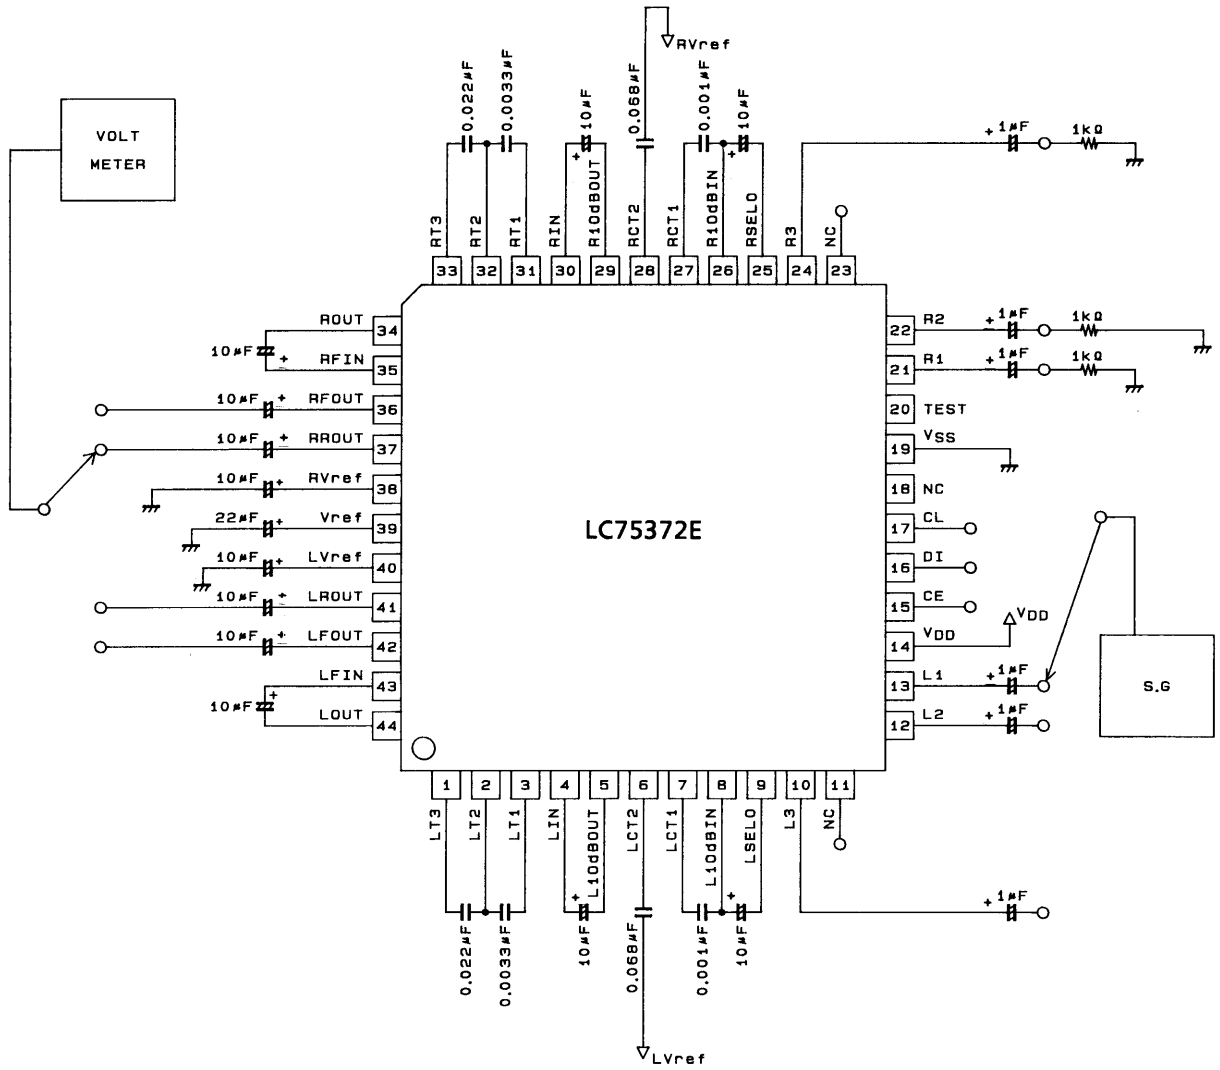 RVref
0.022µF
0.0033µF
10µF
0.068µF
0.001µF
10µF
VOLT
METER
+ 1µF
1kΩ
RT3
RT2
RT1
RIN
+
R10dBOUT
RCT2
RCT1
R10dBIN
+
RSELO
R3
NC
33
32
31
30
29
28
27
26
25
24
23
ROUT
34
22
R2
+ 1µF
1kΩ
10µF
+
RFIN
35
21
R1
+ 1µF
1kΩ
10µF
+
RFOUT
36
20
TEST
10µF
+
RROUT
37
19
VSS
10µF
+
RVref
38
18
NC
22µF
+
Vref
39
LC75372E
17
CL
10µF
+
LVref
40
16
DI
10µF
+
LROUT
41
15
CE
10µF
+
LFOUT
42
14
VDD
VDD
LFIN
43
13
L1
+ 1µF
S.G
10µF
+
LOUT
44
12
L2
+ 1µF
1
2
3
4
5
6
7
8
9
10
11
LT3
LT2
LT1
LIN
+
L10dBOUT
LCT2
LCT1
L10dBIN
+
LSELO
L3
NC
+ 1µF
0.022µF
0.0033µF
10µF
0.068µF
0.001µF
10µF
LVref